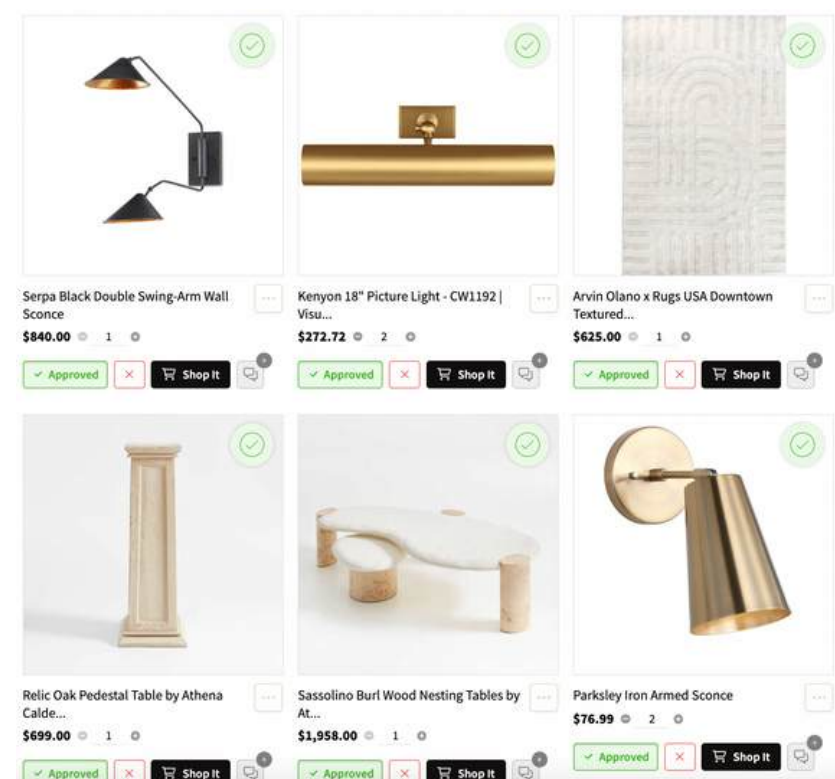 Serpa Black Double Swing-Arm Wall
Sconce
$840.00 1
Approved Shop It
Kenyon 18" Picture Light - CW1192 |
Visu...
$272.72 2
Approved Shop It
Arvin Olano x Rugs USA Downtown
Textured...
$625.00 1
Approved Shop It
Relic Oak Pedestal Table by Athena
Calde...
$699.00 1
Approved Shop It
Sassolino Burl Wood Nesting Tables by
At...
$1,958.00 1
Approved Shop It
Parksley Iron Armed Sconce
$76.99 2
Approved Shop It